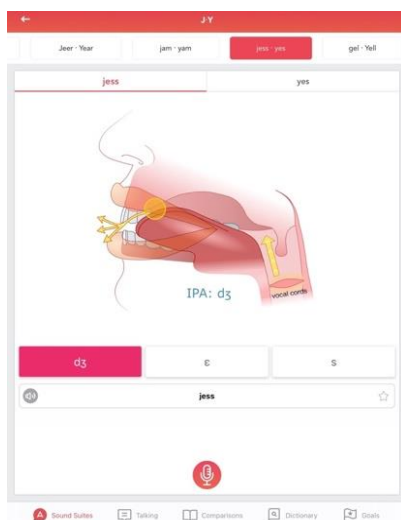 J-Y
Jeer · Year
jam · yam
jess · yes
gel · Yell
jess
yes
IPA: dʒ
vocal cords
dʒ
ɛ
s
jess
Sound Suites
Talking
Comparisons
Dictionary
Goals